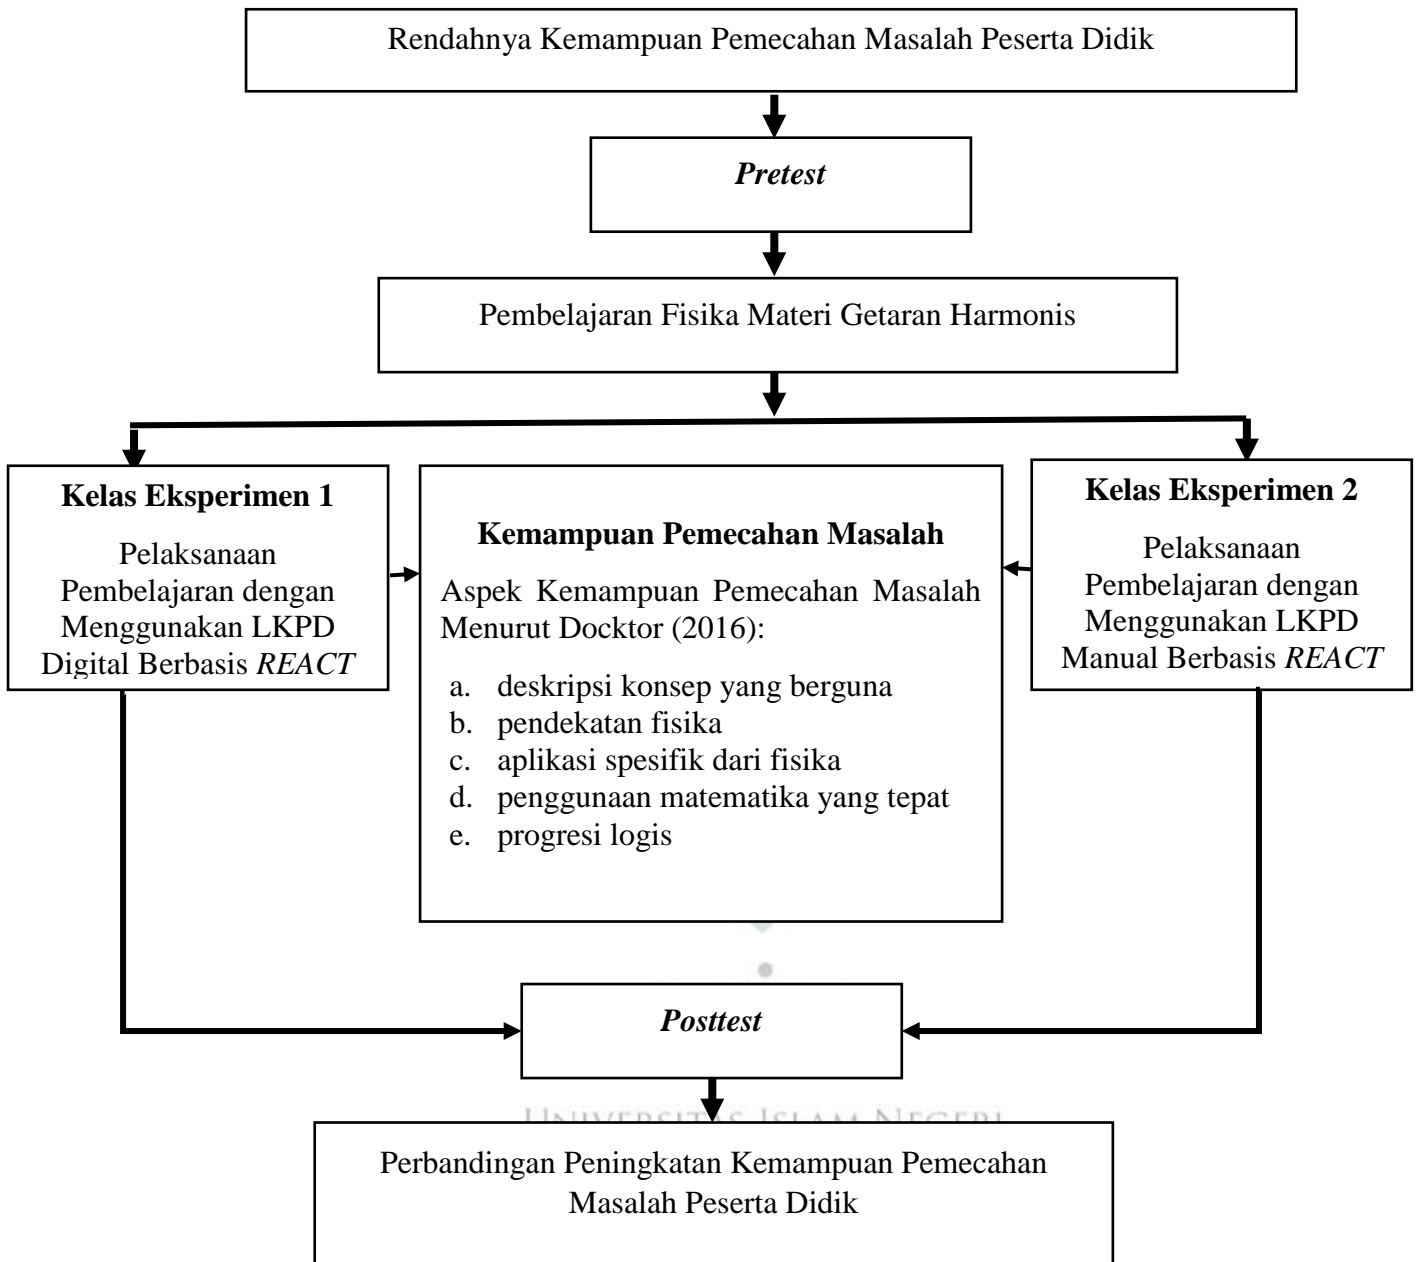 Rendahnya Kemampuan Pemecahan Masalah Peserta Didik
Pretest
Pembelajaran Fisika Materi Getaran Harmonis
Kelas Eksperimen 1
Pelaksanaan
Pembelajaran dengan
Menggunakan LKPD
Digital Berbasis REACT
Kemampuan Pemecahan Masalah
Aspek Kemampuan Pemecahan Masalah
Menurut Docktor (2016):
a. deskripsi konsep yang berguna
b. pendekatan fisika
c. aplikasi spesifik dari fisika
d. penggunaan matematika yang tepat
e. progresi logis
Kelas Eksperimen 2
Pelaksanaan
Pembelajaran dengan
Menggunakan LKPD
Manual Berbasis REACT
Posttest
UNIVERSITAS ISLAM NEGERI
Perbandingan Peningkatan Kemampuan Pemecahan
Masalah Peserta Didik